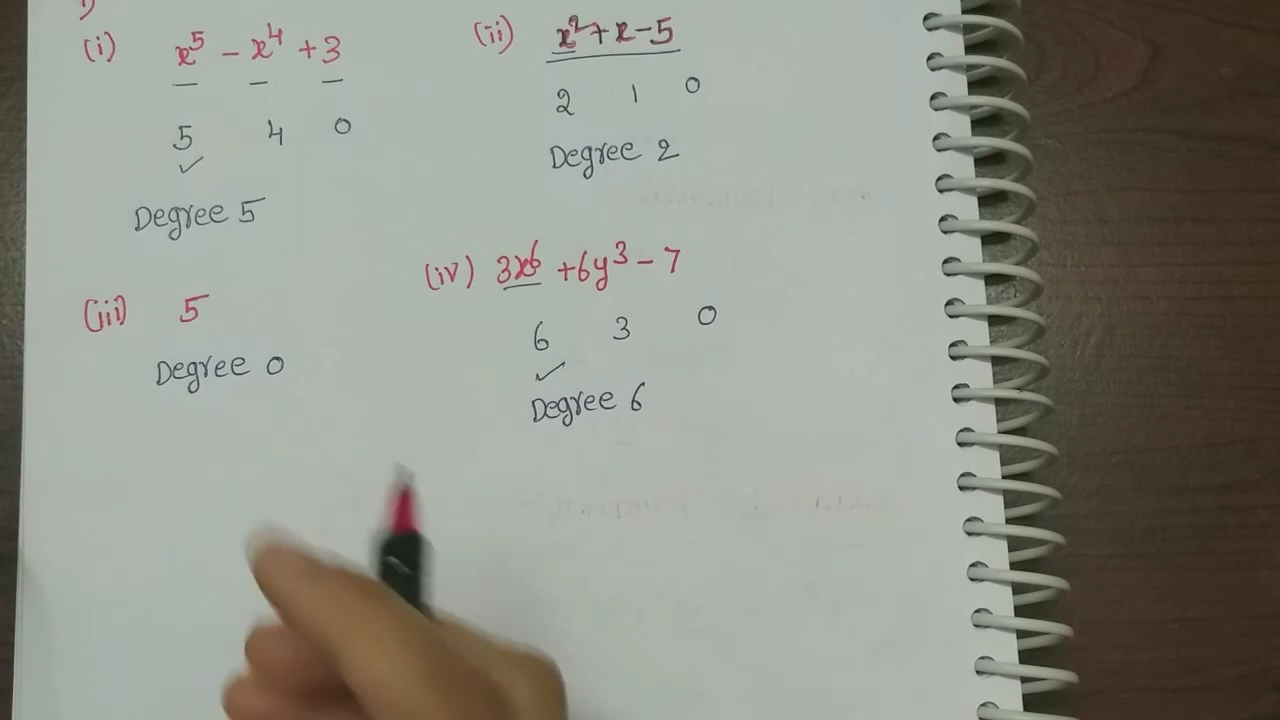 (i) x⁵ - x⁴ + 3
5 4 0
✓
Degree 5
(ii) x² + x - 5
2 1 0
Degree 2
(iii) 5
Degree 0
(iv) 3x⁶ + 6y³ - 7
6 3 0
✓
Degree 6